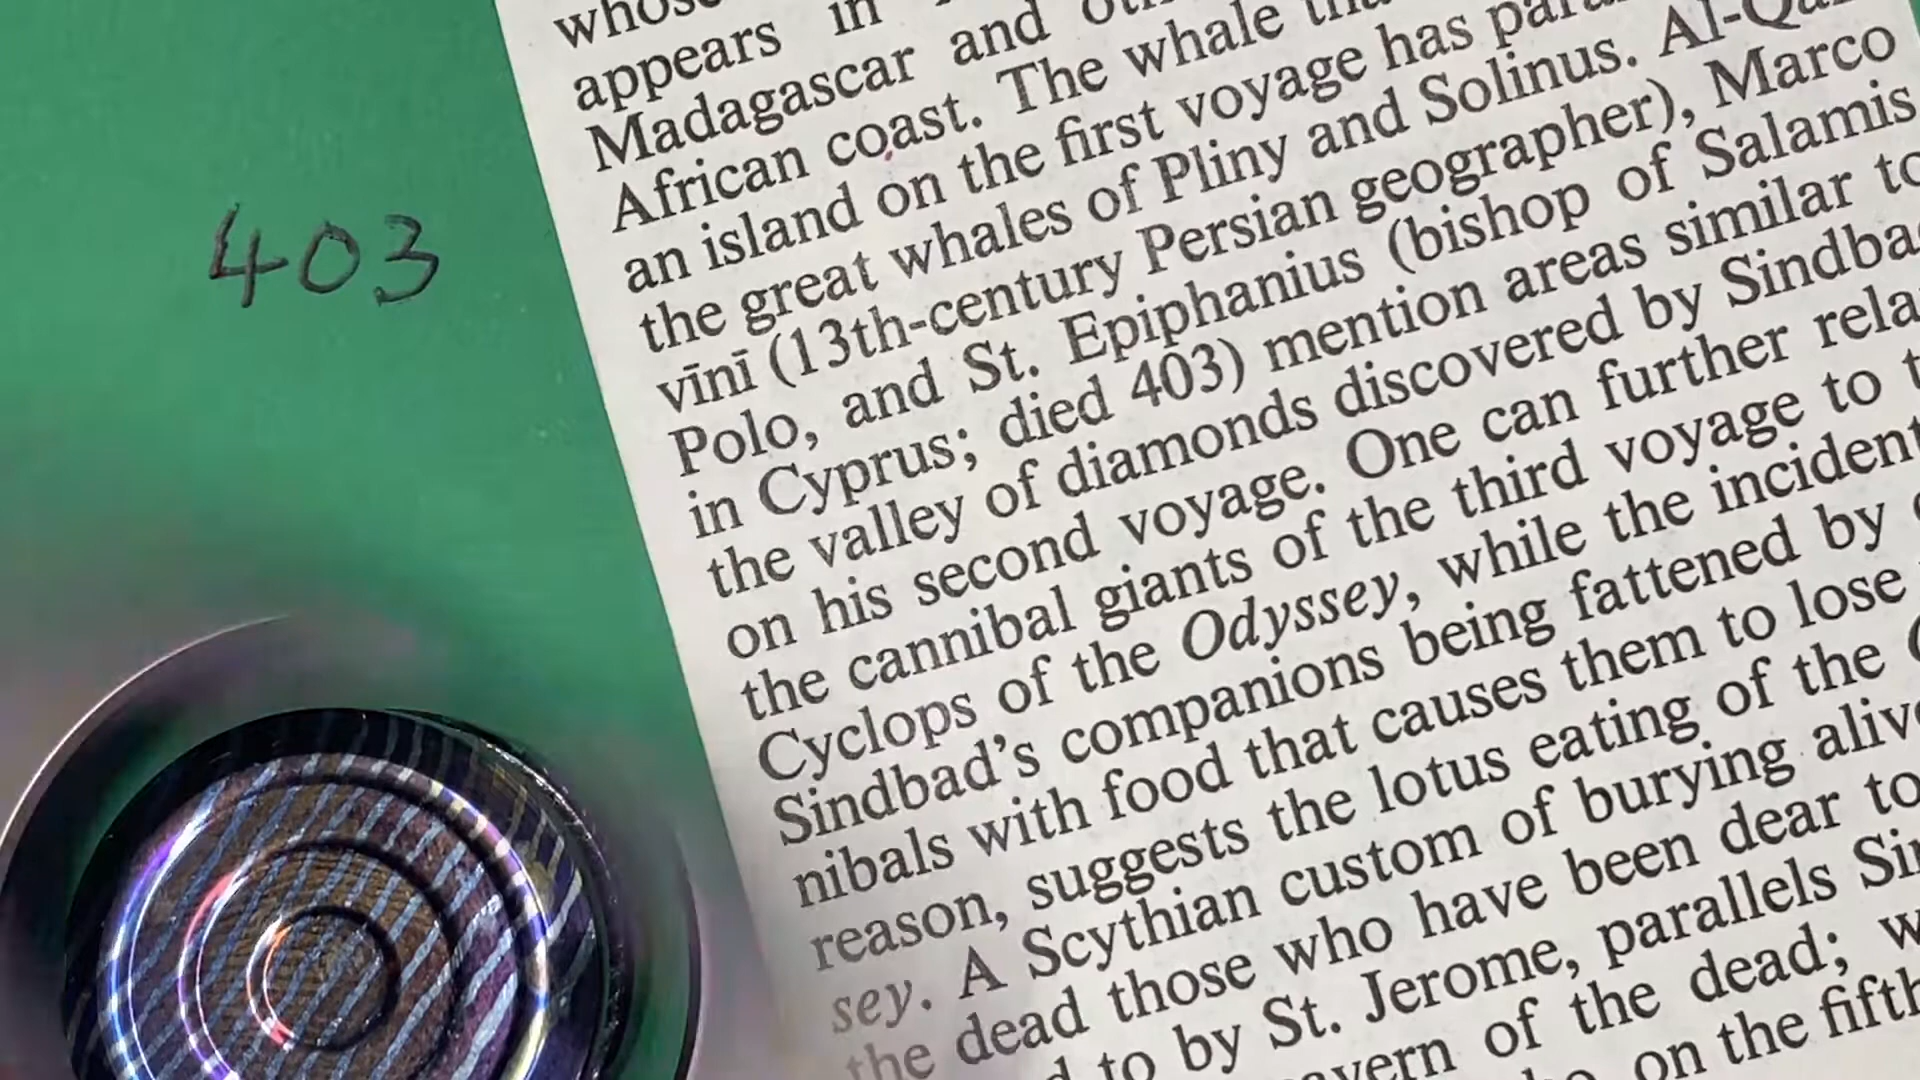 403
whose
appears in
Madagascar and
African coast. The whale
an island on the first voyage has
the great whales of Pliny and Solinus.
vīnī (13th-century Persian geographer), Marco
Polo, and St. Epiphanius (bishop of Salamis
in Cyprus; died 403) mention areas similar to
the valley of diamonds discovered by Sindbad
on his second voyage. One can further
the cannibal giants of the third voyage to
Cyclops of the Odyssey, while the incident
Sindbad's companions being fattened by
nibals with food that causes them to lose
reason, suggests the lotus eating of the
sey. A Scythian custom of burying alive
the dead those who have been dear to
to by St. Jerome, parallels
of the dead;
on the fifth